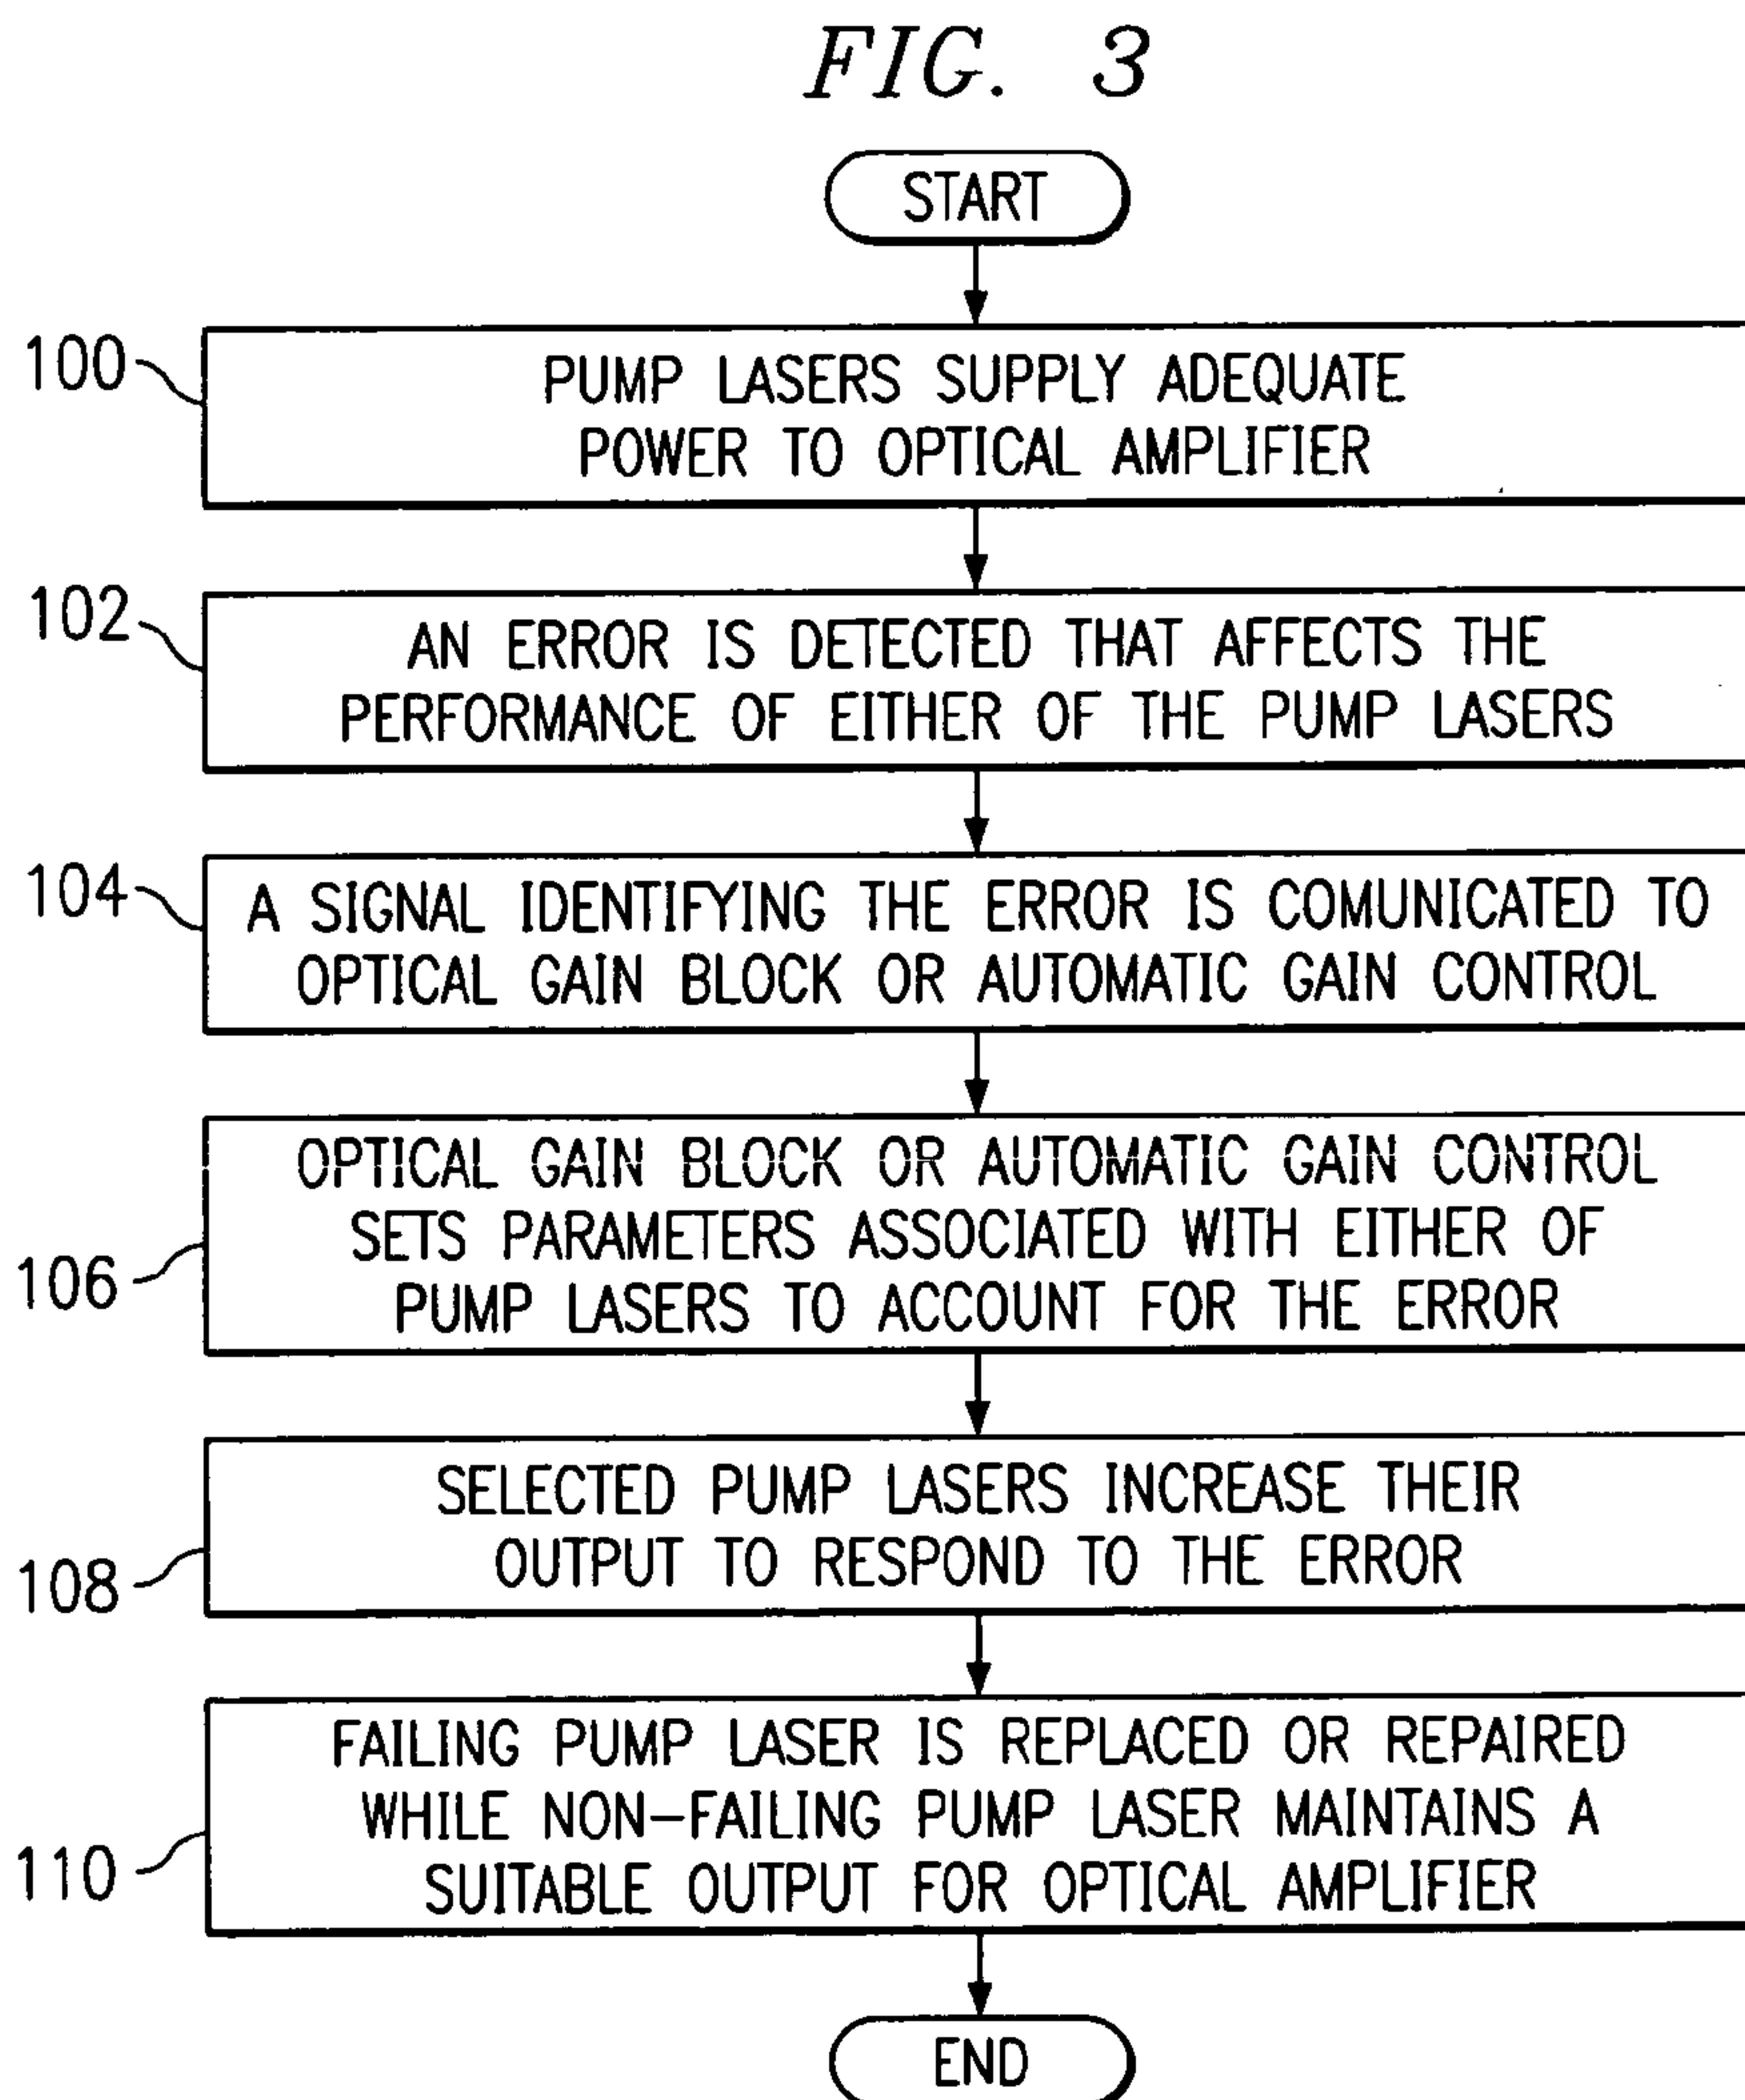 FIG. 3
START
100
PUMP LASERS SUPPLY ADEQUATE
POWER TO OPTICAL AMPLIFIER
102
AN ERROR IS DETECTED THAT AFFECTS THE
PERFORMANCE OF EITHER OF THE PUMP LASERS
104
A SIGNAL IDENTIFYING THE ERROR IS COMUNICATED TO
OPTICAL GAIN BLOCK OR AUTOMATIC GAIN CONTROL
106
OPTICAL GAIN BLOCK OR AUTOMATIC GAIN CONTROL
SETS PARAMETERS ASSOCIATED WITH EITHER OF
PUMP LASERS TO ACCOUNT FOR THE ERROR
108
SELECTED PUMP LASERS INCREASE THEIR
OUTPUT TO RESPOND TO THE ERROR
110
FAILING PUMP LASER IS REPLACED OR REPAIRED
WHILE NON-FAILING PUMP LASER MAINTAINS A
SUITABLE OUTPUT FOR OPTICAL AMPLIFIER
END